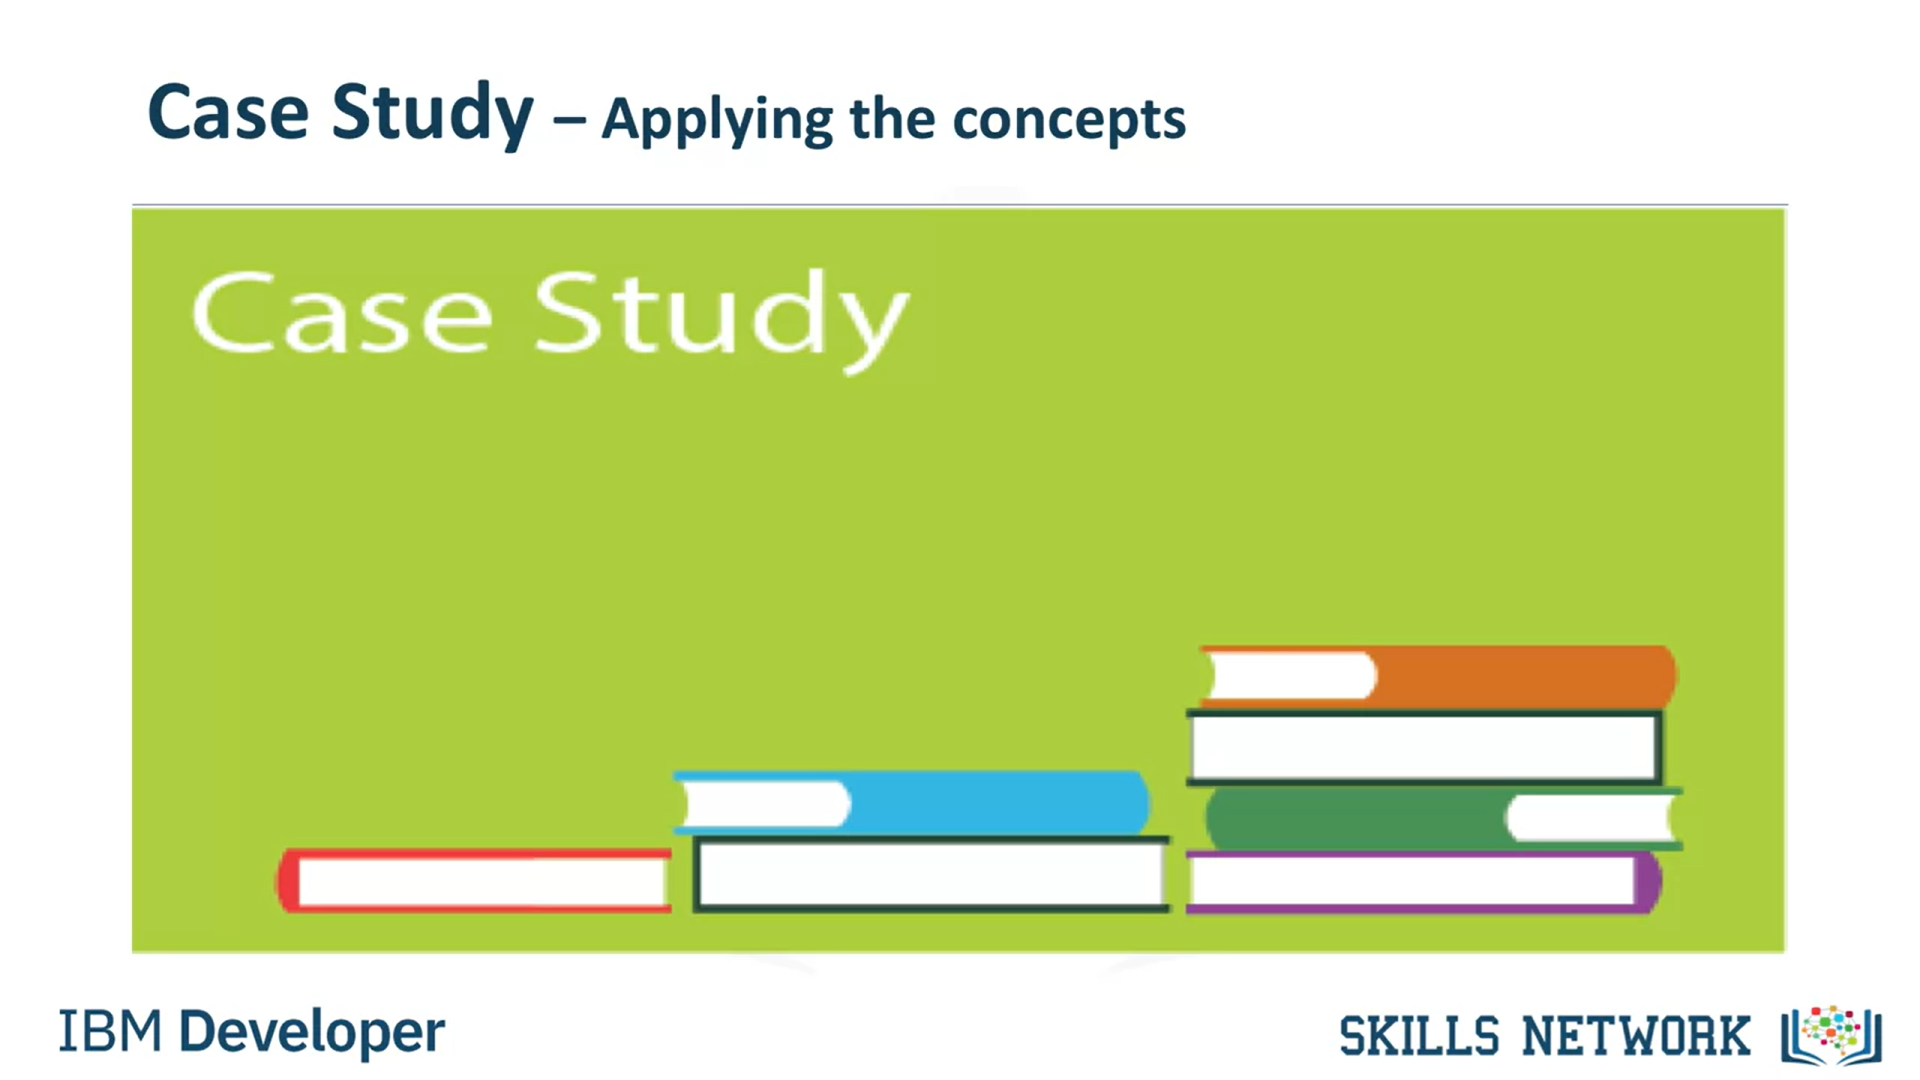 Case Study – Applying the concepts
Case Study
IBM Developer
SKILLS NETWORK